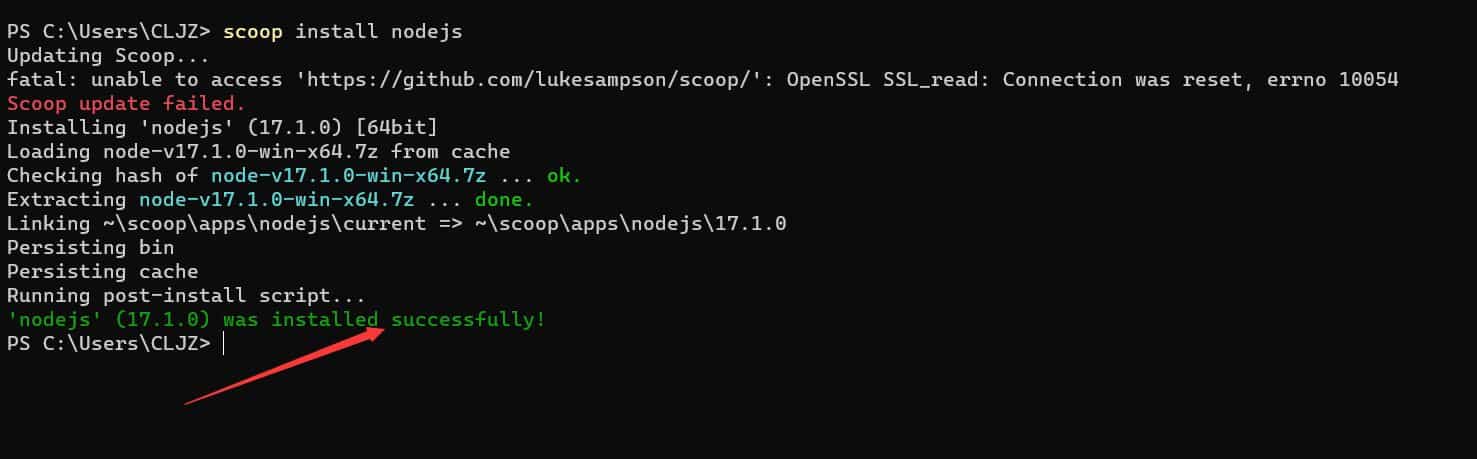 PS C:\Users\CLJZ> scoop install nodejs
Updating Scoop...
fatal: unable to access 'https://github.com/lukesampson/scoop/': OpenSSL SSL_read: Connection was reset, errno 10054
Scoop update failed.
Installing 'nodejs' (17.1.0) [64bit]
Loading node-v17.1.0-win-x64.7z from cache
Checking hash of node-v17.1.0-win-x64.7z ... ok.
Extracting node-v17.1.0-win-x64.7z ... done.
Linking ~\scoop\apps\nodejs\current => ~\scoop\apps\nodejs\17.1.0
Persisting bin
Persisting cache
Running post-install script...
'nodejs' (17.1.0) was installed successfully!
PS C:\Users\CLJZ>